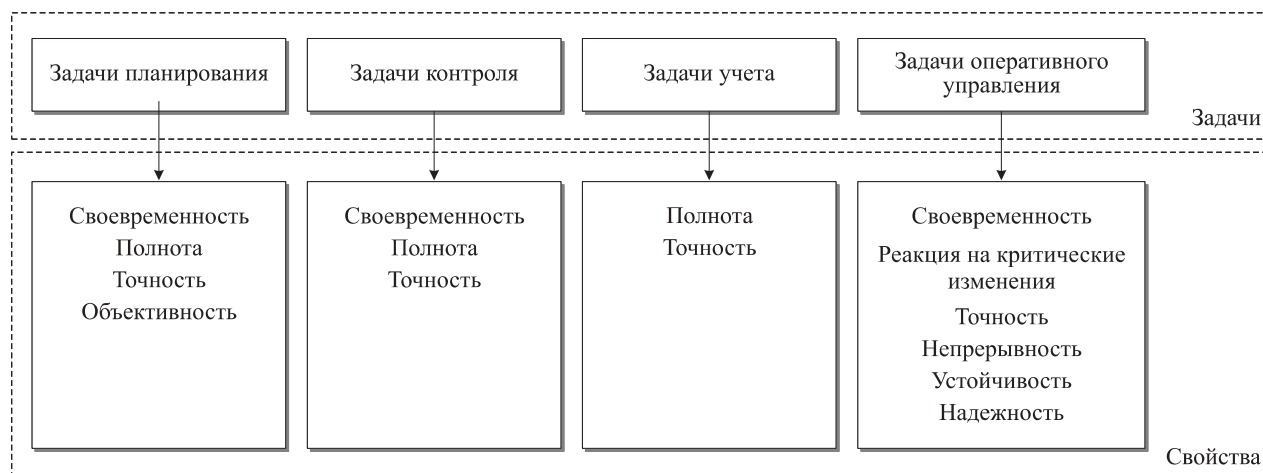 Задачи планирования
Задачи контроля
Задачи учета
Задачи оперативного
управления
Задачи
Своевременность
Полнота
Точность
Объективность
Своевременность
Полнота
Точность
Полнота
Точность
Своевременность
Реакция на критические
изменения
Точность
Непрерывность
Устойчивость
Надежность
Свойства